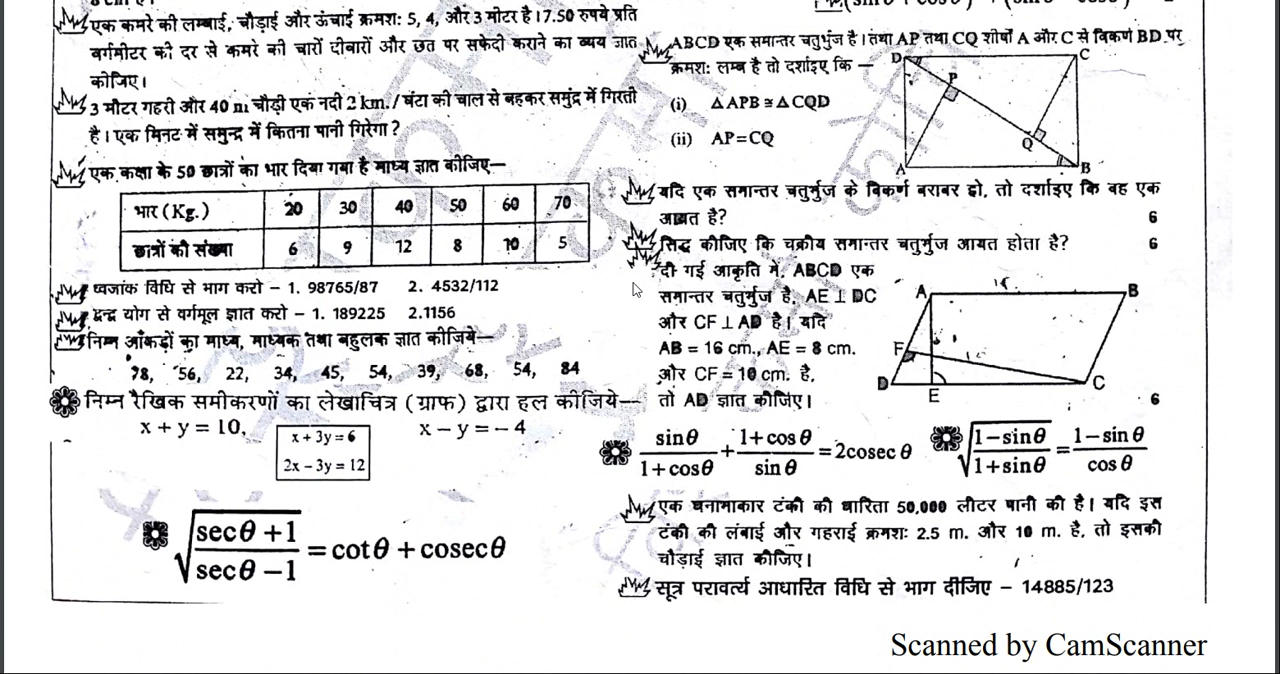 एक कमरे की लम्बाई, चौड़ाई और ऊंचाई क्रमश: 5, 4, और 3 मीटर है। 7.50 रुपये प्रति
वर्गमीटर की दर से कमरे की चारों दीवारों और छत पर सफेदी कराने का व्यय ज्ञात
कीजिए।
3 मीटर गहरी और 40 m चौड़ी एक नदी 2 km./घंटा की चाल से बहकर समुंद्र में गिरती
है। एक मिनट में समुन्द्र में कितना पानी गिरेगा?
एक कक्षा के 50 छात्रों का भार दिया गया है माध्य ज्ञात कीजिए—
भार (Kg.) 20 30 40 50 60 70
छात्रों की संख्या 6 9 12 8 10 5
ध्वजांक विधि से भाग करो – 1. 98765/87 2. 4532/112
द्वन्द्व योग से वर्गमूल ज्ञात करो – 1. 189225 2.1156
निम्न आँकड़ों का माध्य, माध्यक तथा बहुलक ज्ञात कीजिये—
78, 56, 22, 34, 45, 54, 39, 68, 54, 84
निम्न रैखिक समीकरणों का लेखाचित्र (ग्राफ) द्वारा हल कीजिये—
x + y = 10, x – y = – 4
x + 3y = 6
2x – 3y = 12
√((secθ +1)/(secθ –1)) = cotθ + cosecθ
ABCD एक समान्तर चतुर्भुज है। तथा AP तथा CQ शीर्षों A और C से विकर्ण BD पर
क्रमश: लम्ब है तो दर्शाइए कि —
(i) △APB ≅ △CQD
(ii) AP=CQ
D C
P
Q
A B
यदि एक समान्तर चतुर्भुज के विकर्ण बराबर हो, तो दर्शाइए कि वह एक
आयत है? 6
सिद्ध कीजिए कि चक्रीय समान्तर चतुर्भुज आयत होता है? 6
दी गई आकृति में, ABCD एक
समान्तर चतुर्भुज है, AE ⊥ DC
और CF ⊥ AD है। यदि
AB = 16 cm., AE = 8 cm.
और CF = 10 cm. है,
तो AD ज्ञात कीजिए। 6
A B
F
D E C
sinθ/(1+cosθ) + (1+cosθ)/sinθ = 2cosec θ
√((1–sinθ)/(1+sinθ)) = (1–sinθ)/cosθ
एक घनाभाकार टंकी की धारिता 50,000 लीटर पानी की है। यदि इस
टंकी की लंबाई और गहराई क्रमशः 2.5 m. और 10 m. है, तो इसकी
चौड़ाई ज्ञात कीजिए।
सूत्र परावर्त्य आधारित विधि से भाग दीजिए – 14885/123
Scanned by CamScanner